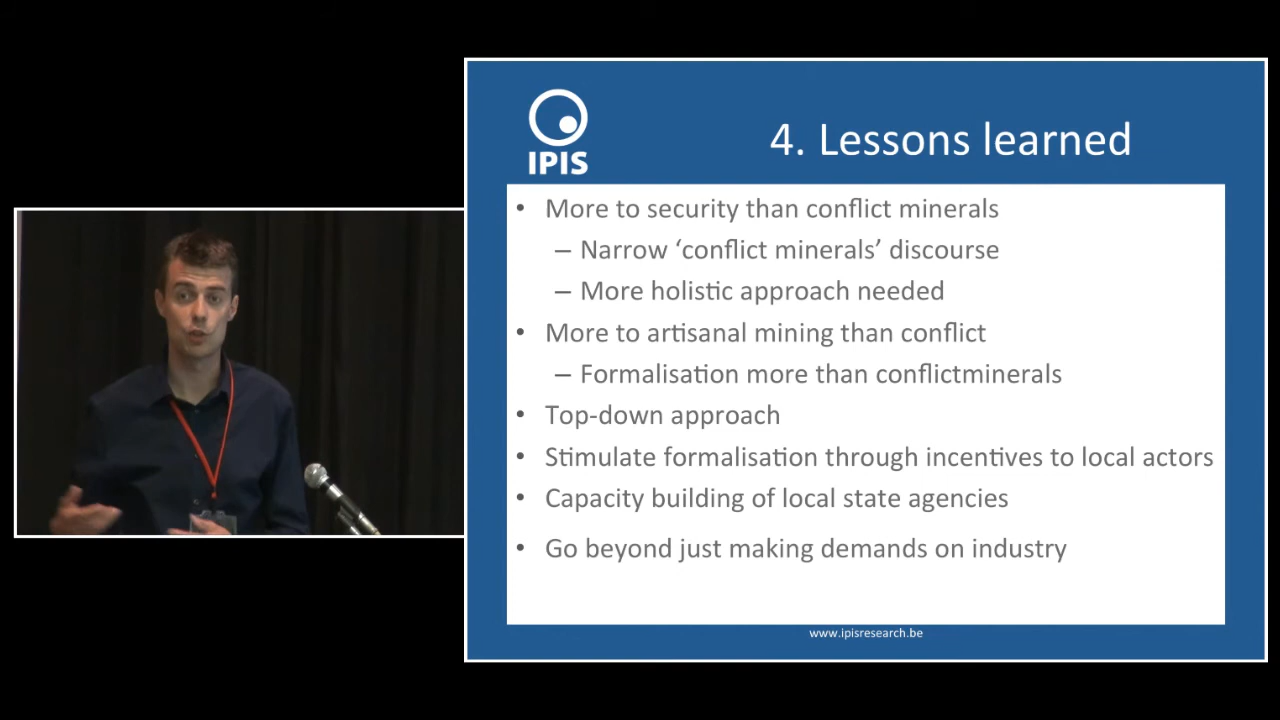 IPIS
4. Lessons learned
• More to security than conflict minerals
– Narrow ‘conflict minerals’ discourse
– More holistic approach needed
• More to artisanal mining than conflict
– Formalisation more than conflictminerals
• Top-down approach
• Stimulate formalisation through incentives to local actors
• Capacity building of local state agencies
• Go beyond just making demands on industry
www.ipisresearch.be